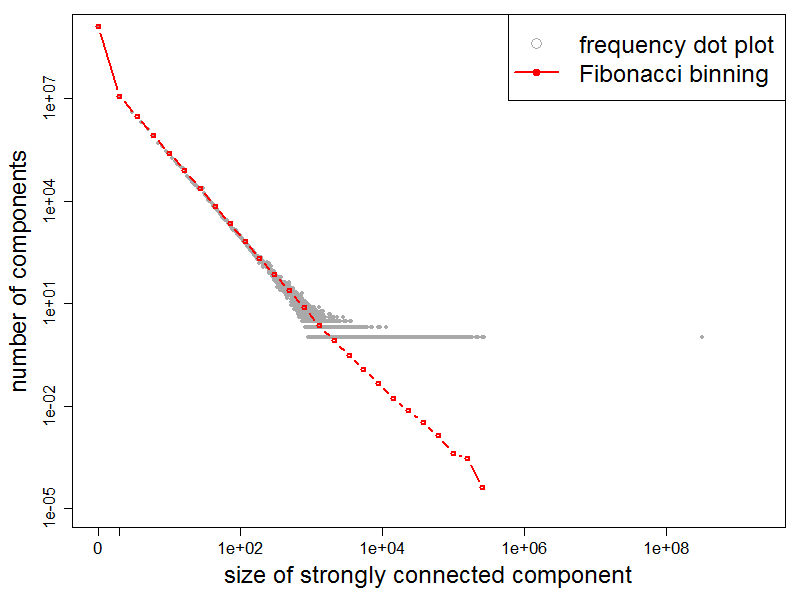 frequency dot plot
Fibonacci binning
number of components
1e+07
1e+04
1e+01
1e-02
1e-05
0
1e+02
1e+04
1e+06
1e+08
size of strongly connected component